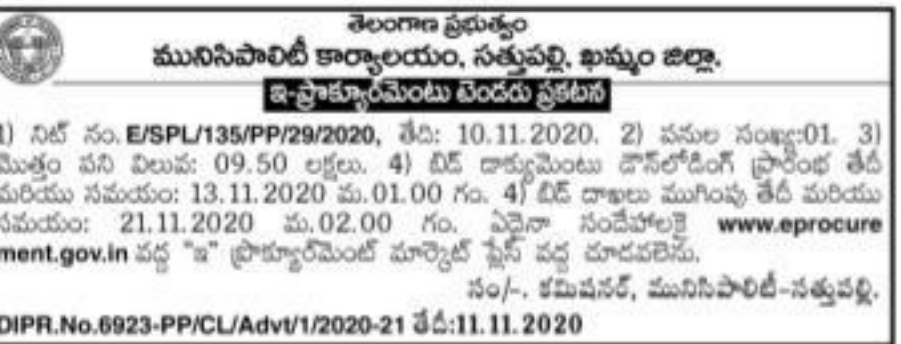 తెలంగాణ ప్రభుత్వం
మునిసిపాలిటీ కార్యాలయం, సత్తుపల్లి, ఖమ్మం జిల్లా.
ఇ-ప్రొక్యూర్‌మెంటు టెండరు ప్రకటన
1) నిట్ నం. E/SPL/135/PP/29/2020, తేది: 10.11.2020. 2) పనుల సంఖ్య:01. 3)
మొత్తం పని విలువ: 09.50 లక్షలు. 4) బిడ్ డాక్యుమెంటు డౌన్‌లోడింగ్ ప్రారంభ తేదీ
మరియు సమయం: 13.11.2020 మ.01.00 గం. 4) బిడ్ దాఖలు ముగింపు తేదీ మరియు
సమయం: 21.11.2020 మ.02.00 గం. ఏదైనా సందేహాలకై www.eprocure
ment.gov.in వద్ద "ఇ" ప్రొక్యూర్‌మెంట్ మార్కెట్ ప్లేస్ వద్ద చూడవలెను.
సం/-. కమిషనర్, మునిసిపాలిటీ-సత్తుపల్లి.
DIPR.No.6923-PP/CL/Advt/1/2020-21 తేదీ:11.11.2020